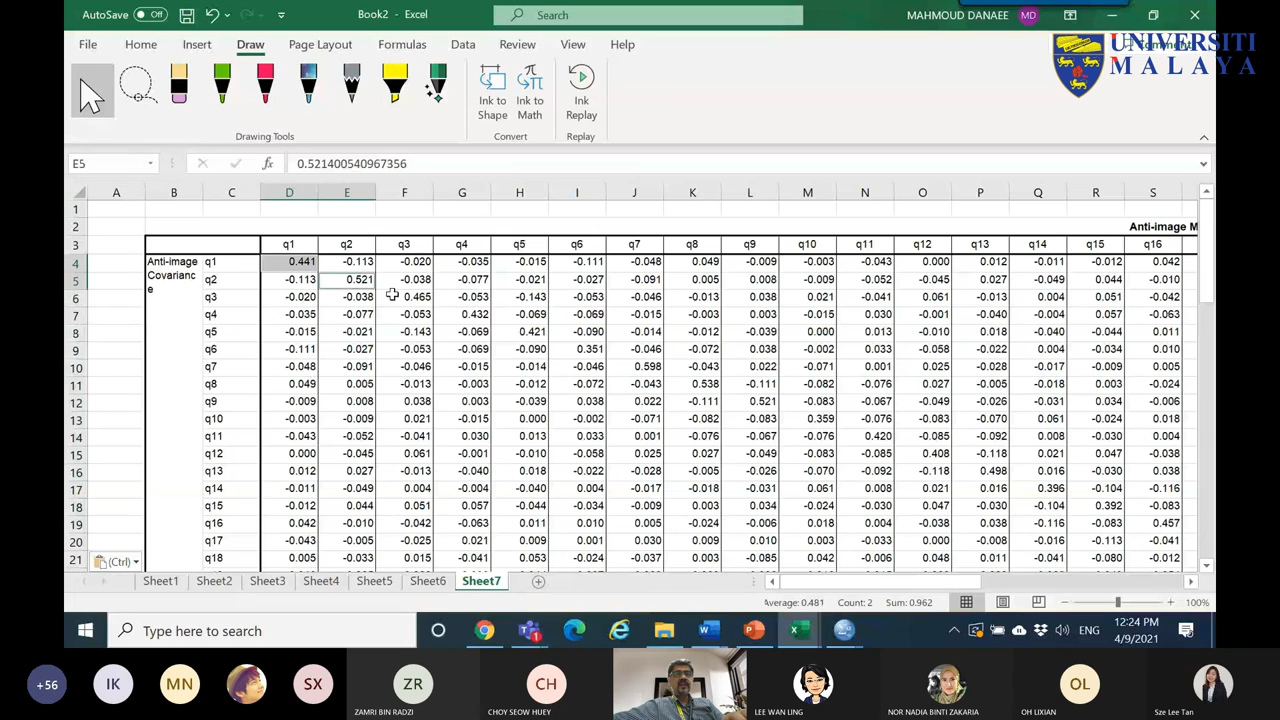 AutoSave Off Book2 - Excel Search MAHMOUD DANAEE MD
File Home Insert Draw Page Layout Formulas Data Review View Help
UNIVERSITI
MALAYA
Ink to Shape Ink to Math Ink Replay
Drawing Tools Convert Replay
E5 fx 0.521400540967356
A B C D E F G H I J K L M N O P Q R S
1
2 Anti-image M
3 q1 q2 q3 q4 q5 q6 q7 q8 q9 q10 q11 q12 q13 q14 q15 q16
4 Anti-image Covarianc e q1 0.441 -0.113 -0.020 -0.035 -0.015 -0.111 -0.048 0.049 -0.009 -0.003 -0.043 0.000 0.012 -0.011 -0.012 0.042
5 q2 -0.113 0.521 -0.038 -0.077 -0.021 -0.027 -0.091 0.005 0.008 -0.009 -0.052 -0.045 0.027 -0.049 0.044 -0.010
6 q3 -0.020 -0.038 0.465 -0.053 -0.143 -0.053 -0.046 -0.013 0.038 0.021 -0.041 0.061 -0.013 0.004 0.051 -0.042
7 q4 -0.035 -0.077 -0.053 0.432 -0.069 -0.069 -0.015 -0.003 0.003 -0.015 0.030 -0.001 -0.040 -0.004 0.057 -0.063
8 q5 -0.015 -0.021 -0.143 -0.069 0.421 -0.090 -0.014 -0.012 -0.039 0.000 0.013 -0.010 0.018 -0.040 -0.044 0.011
9 q6 -0.111 -0.027 -0.053 -0.069 -0.090 0.351 -0.046 -0.072 0.038 -0.002 0.033 -0.058 -0.022 0.004 -0.034 0.010
10 q7 -0.048 -0.091 -0.046 -0.015 -0.014 -0.046 0.598 -0.043 0.022 -0.071 0.001 0.025 -0.028 -0.017 -0.009 0.005
11 q8 0.049 0.005 -0.013 -0.003 -0.012 -0.072 -0.043 0.538 -0.111 -0.082 -0.076 0.027 -0.005 -0.018 0.003 -0.024
12 q9 -0.009 0.008 0.038 0.003 -0.039 0.038 0.022 -0.111 0.521 -0.083 -0.067 -0.049 -0.026 -0.031 0.034 -0.006
13 q10 -0.003 -0.009 0.021 -0.015 0.000 -0.002 -0.071 -0.082 -0.083 0.359 -0.076 -0.083 -0.070 0.061 -0.024 0.018
14 q11 -0.043 -0.052 -0.041 0.030 0.013 0.033 0.001 -0.076 -0.067 -0.076 0.420 -0.085 -0.092 0.008 -0.030 0.004
15 q12 0.000 -0.045 0.061 -0.001 -0.010 -0.058 0.025 0.027 -0.049 -0.083 -0.085 0.408 -0.118 0.021 0.047 -0.038
16 q13 0.012 0.027 -0.013 -0.040 0.018 -0.022 -0.028 -0.005 -0.026 -0.070 -0.092 -0.118 0.498 0.016 -0.030 0.038
17 q14 -0.011 -0.049 0.004 -0.004 -0.040 0.004 -0.017 -0.018 -0.031 0.061 0.008 0.021 0.016 0.396 -0.104 -0.116
18 q15 -0.012 0.044 0.051 0.057 -0.044 -0.034 -0.009 0.003 0.034 -0.024 -0.030 0.047 -0.030 -0.104 0.392 -0.083
19 q16 0.042 -0.010 -0.042 -0.063 0.011 0.010 0.005 -0.024 -0.006 0.018 0.004 -0.038 0.038 -0.116 -0.083 0.457
20 q17 -0.043 -0.005 -0.025 0.021 0.009 0.001 0.030 0.009 0.010 0.003 -0.033 0.000 -0.008 -0.016 -0.051 -0.045
21 q18 0.005 -0.033 0.015 -0.041 0.053 -0.024 -0.037 0.003 -0.085 0.042 -0.006 0.048 0.011 -0.041 -0.080 -0.012
(Ctrl)
Sheet1 Sheet2 Sheet3 Sheet4 Sheet5 Sheet6 Sheet7
Average: 0.481 Count: 2 Sum: 0.962 100%
Type here to search ENG 12:24 PM
4/9/2021
+56 IK MN SX ZR CH OL
ZAMRI BIN RADZI CHOY SEOW HUEY LEE WAN LING NOR NADIA BINTI ZAKARIA OH LIXIAN Sze Lee Tan